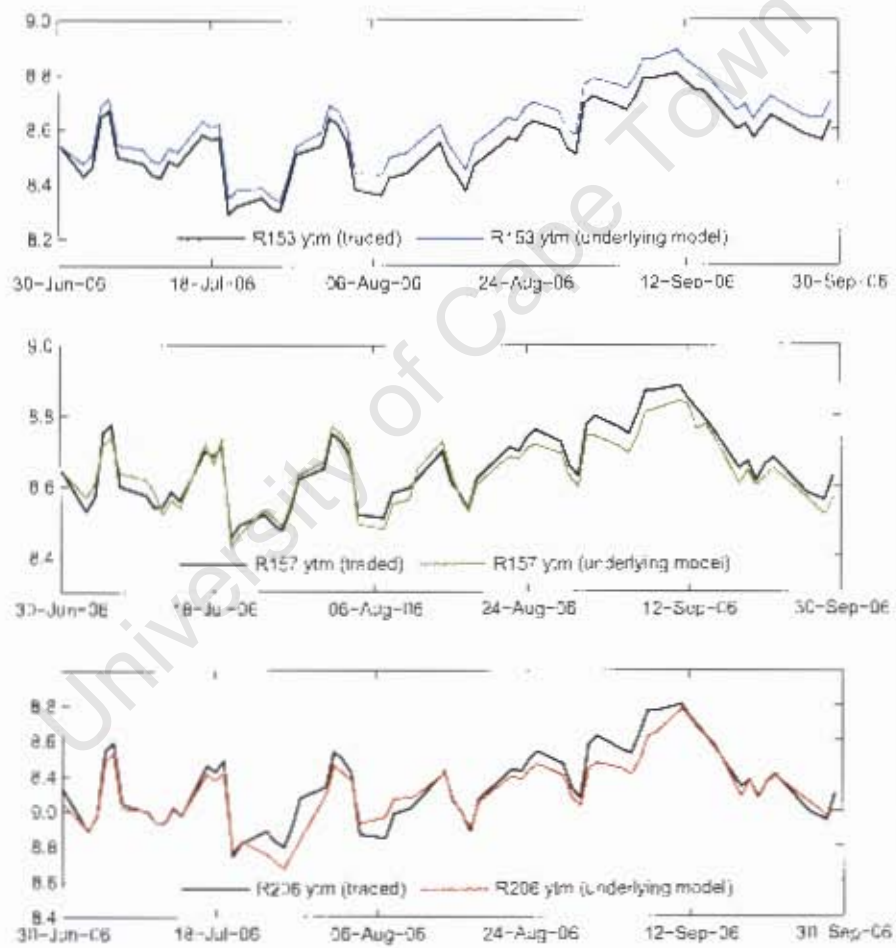 9.0
8.8
8.6
8.4
8.2
R153 ytm (traded) R153 ytm (underlying model)
30-Jun-06 18-Jul-06 06-Aug-06 24-Aug-06 12-Sep-06 30-Sep-06
9.0
8.8
8.6
8.4
R157 ytm (traded) R157 ytm (underlying model)
30-Jun-06 18-Jul-06 06-Aug-06 24-Aug-06 12-Sep-06 30-Sep-06
9.0
8.8
8.6
8.4
R206 ytm (traded) R206 ytm (underlying model)
30-Jun-06 18-Jul-06 06-Aug-06 24-Aug-06 12-Sep-06 30-Sep-06
University of Cape Town